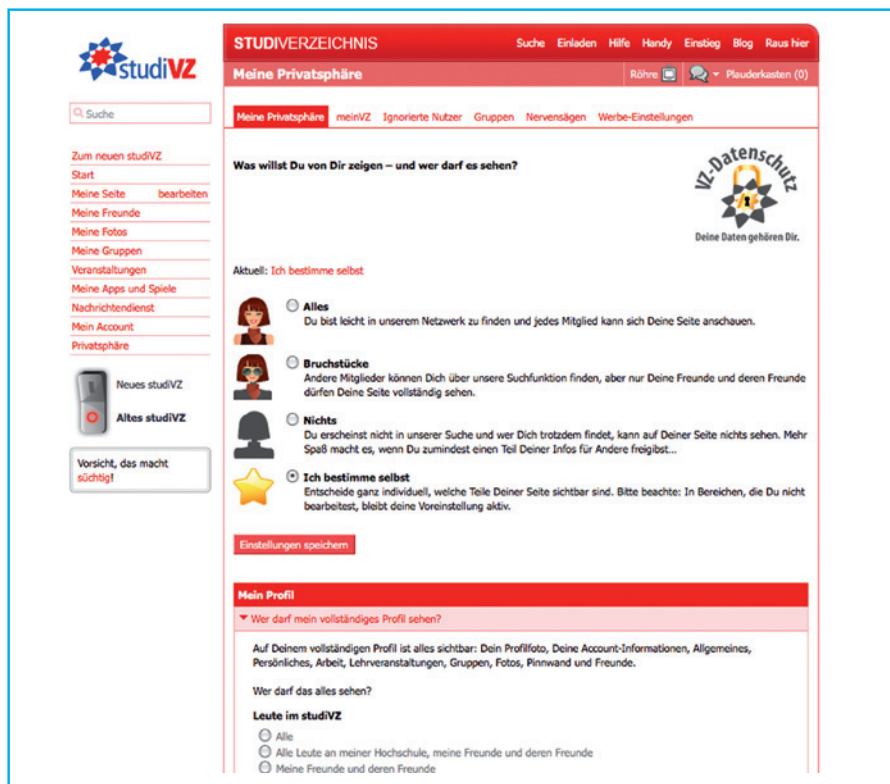 studiVZ
Suche
Zum neuen studiVZ
Start
Meine Seite bearbeiten
Meine Freunde
Meine Fotos
Meine Gruppen
Veranstaltungen
Meine Apps und Spiele
Nachrichtendienst
Mein Account
Privatsphäre
Neues studiVZ
Altes studiVZ
Vorsicht, das macht
süchtig!
STUDIVERZEICHNIS
Suche Einladen Hilfe Handy Einstieg Blog Raus hier
Meine Privatsphäre
Röhre Plauderkasten (0)
Meine Privatsphäre meinVZ Ignorierte Nutzer Gruppen Nervensägen Werbe-Einstellungen
Was willst Du von Dir zeigen – und wer darf es sehen?
VZ-Datenschutz
Deine Daten gehören Dir.
Aktuell: Ich bestimme selbst
Alles
Du bist leicht in unserem Netzwerk zu finden und jedes Mitglied kann sich Deine Seite anschauen.
Bruchstücke
Andere Mitglieder können Dich über unsere Suchfunktion finden, aber nur Deine Freunde und deren Freunde
dürfen Deine Seite vollständig sehen.
Nichts
Du erscheinst nicht in unserer Suche und wer Dich trotzdem findet, kann auf Deiner Seite nichts sehen. Mehr
Spaß macht es, wenn Du zumindest einen Teil Deiner Infos für Andere freigibst...
Ich bestimme selbst
Entscheide ganz individuell, welche Teile Deiner Seite sichtbar sind. Bitte beachte: In Bereichen, die Du nicht
bearbeitest, bleibt deine Voreinstellung aktiv.
Einstellungen speichern
Mein Profil
Wer darf mein vollständiges Profil sehen?
Auf Deinem vollständigen Profil ist alles sichtbar: Dein Profilfoto, Deine Account-Informationen, Allgemeines,
Persönliches, Arbeit, Lehrveranstaltungen, Gruppen, Fotos, Pinnwand und Freunde.
Wer darf das alles sehen?
Leute im studiVZ
Alle
Alle Leute an meiner Hochschule, meine Freunde und deren Freunde
Meine Freunde und deren Freunde